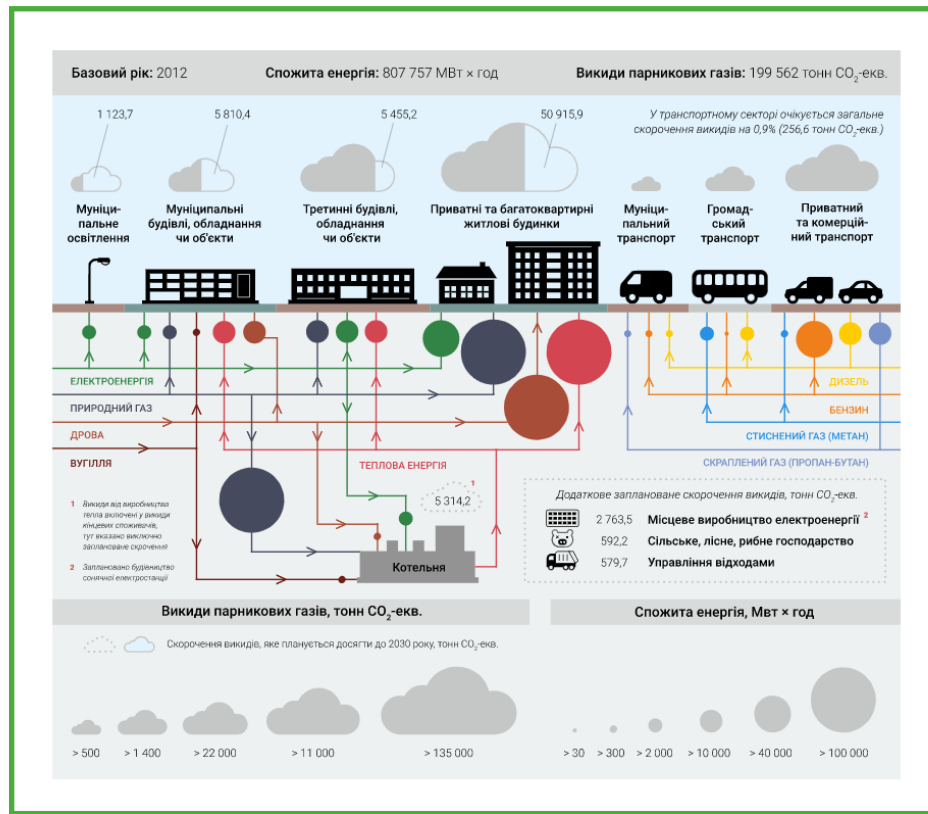 Базовий рік: 2012
Спожита енергія: 807 757 МВт × год
Викиди парникових газів: 199 562 тонн CO₂-екв.
1 123,7
5 810,4
5 455,2
50 915,9
У транспортному секторі очікується загальне
скорочення викидів на 0,9% (256,6 тонн CO₂-екв.)
Муніци-
пальне
освітлення
Муніципальні
будівлі, обладнання
чи об'єкти
Третинні будівлі,
обладнання
чи об'єкти
Приватні та багатоквартирні
житлові будинки
Муніци-
пальний
транспорт
Громад-
ський
транспорт
Приватний
та комерцій-
ний транспорт
ЕЛЕКТРОЕНЕРГІЯ
ПРИРОДНИЙ ГАЗ
ДРОВА
ВУГІЛЛЯ
ТЕПЛОВА ЕНЕРГІЯ
ДИЗЕЛЬ
БЕНЗИН
СТИСНЕНИЙ ГАЗ (МЕТАН)
СКРАПЛЕНИЙ ГАЗ (ПРОПАН-БУТАН)
1 Викиди від виробництва
тепла включені у викиди
кінцевих споживачів,
тут вказано виключно
заплановане скрочення
2 Заплановано будівництво
сонячної електростанції
5 314,2 1
Котельня
Додаткове заплановане скорочення викидів, тонн CO₂-екв.
2 763,5 Місцеве виробництво електроенергії 2
592,2 Сільське, лісне, рибне господарство
579,7 Управління відходами
Викиди парникових газів, тонн CO₂-екв.
Скорочення викидів, яке планується досягти до 2030 року, тонн CO₂-екв.
> 500
> 1 400
> 22 000
> 11 000
> 135 000
Спожита енергія, Мвт × год
> 30
> 300
> 2 000
> 10 000
> 40 000
> 100 000